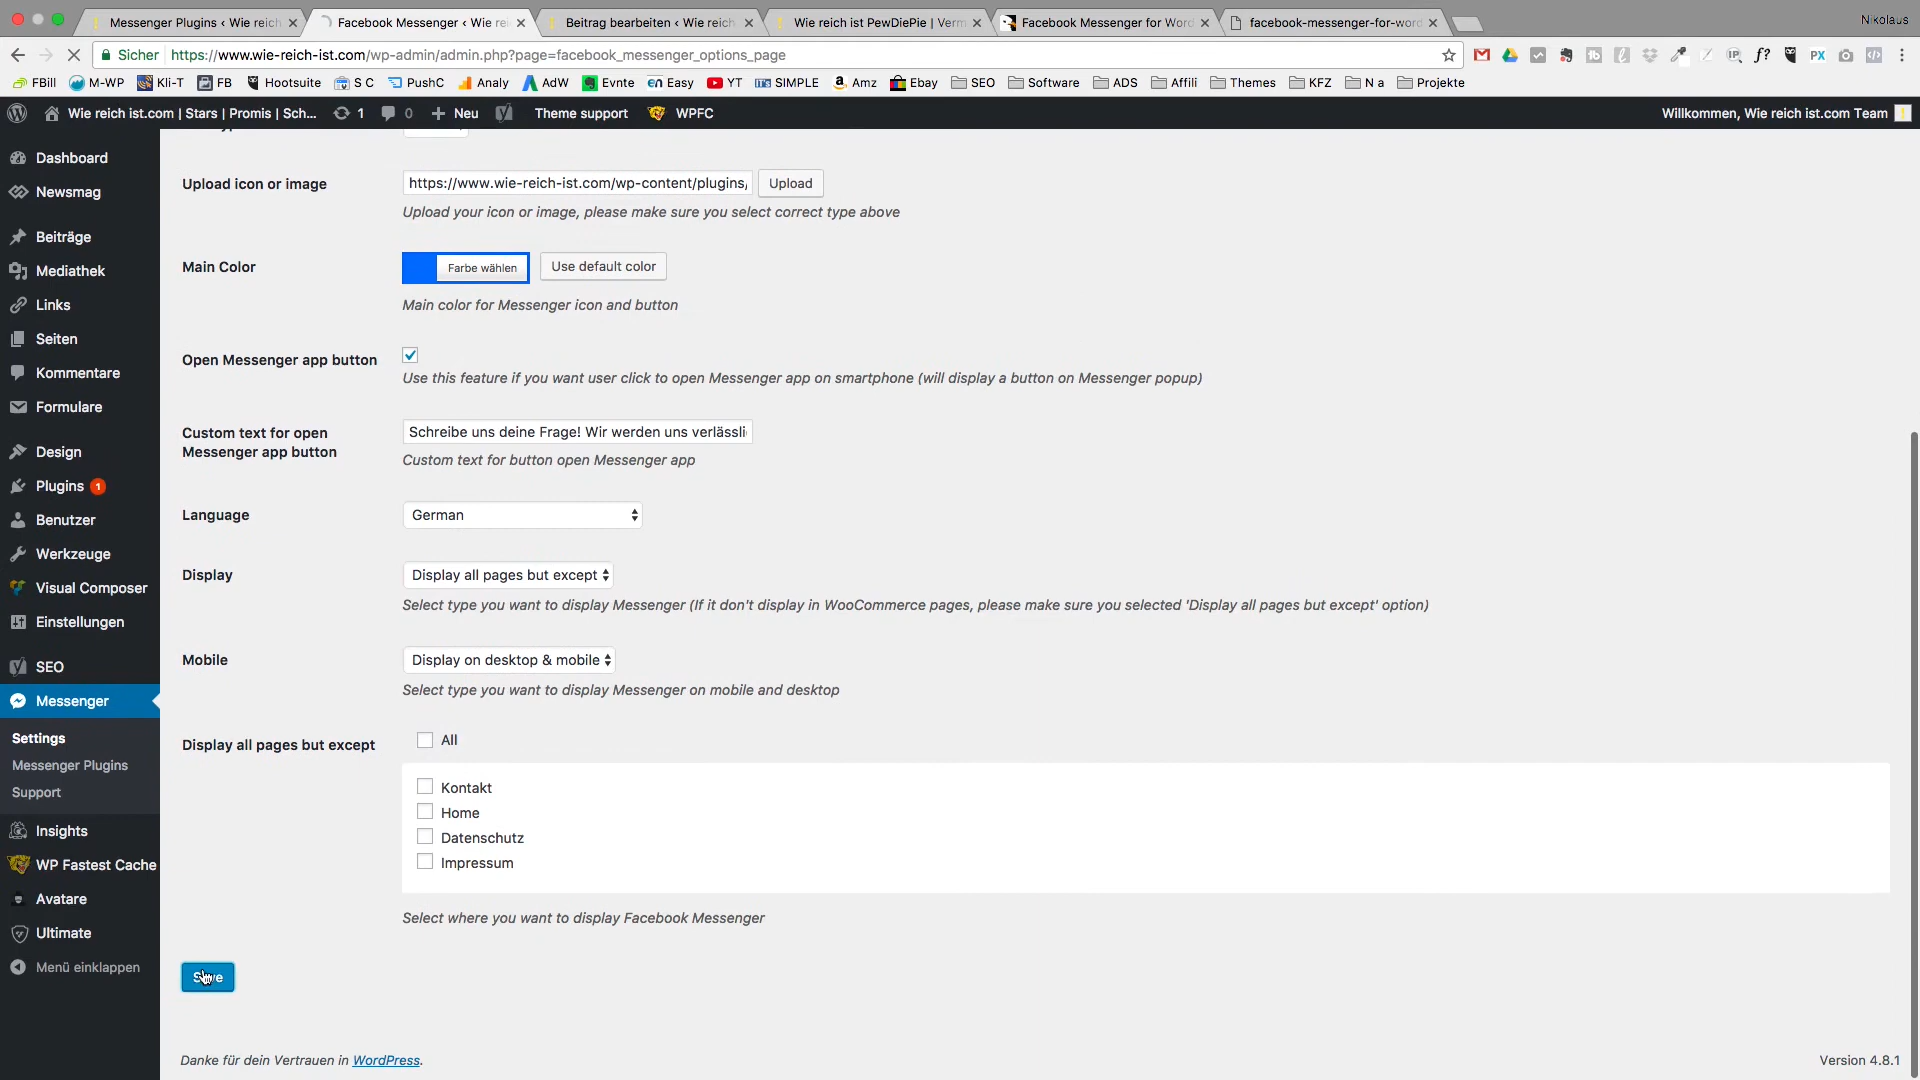 Messenger Plugins ‹ Wie reich
Facebook Messenger ‹ Wie rei
Beitrag bearbeiten ‹ Wie reich
Wie reich ist PewDiePie | Verm
Facebook Messenger for Word
facebook-messenger-for-word
Nikolaus
Sicher
https://www.wie-reich-ist.com/wp-admin/admin.php?page=facebook_messenger_options_page
FBill
M-WP
Kli-T
FB
Hootsuite
S C
PushC
Analy
AdW
Evnte
Easy
YT
SIMPLE
Amz
Ebay
SEO
Software
ADS
Affili
Themes
KFZ
N a
Projekte
Wie reich ist.com | Stars | Promis | Sch...
1
0
Neu
Theme support
WPFC
Willkommen, Wie reich ist.com Team
Dashboard
Newsmag
Beiträge
Mediathek
Links
Seiten
Kommentare
Formulare
Design
Plugins 1
Benutzer
Werkzeuge
Visual Composer
Einstellungen
SEO
Messenger
Settings
Messenger Plugins
Support
Insights
WP Fastest Cache
Avatare
Ultimate
Menü einklappen
Upload icon or image
https://www.wie-reich-ist.com/wp-content/plugins/
Upload
Upload your icon or image, please make sure you select correct type above
Main Color
Farbe wählen
Use default color
Main color for Messenger icon and button
Open Messenger app button
Use this feature if you want user click to open Messenger app on smartphone (will display a button on Messenger popup)
Custom text for open
Messenger app button
Schreibe uns deine Frage! Wir werden uns verlässli
Custom text for button open Messenger app
Language
German
Display
Display all pages but except
Select type you want to display Messenger (If it don't display in WooCommerce pages, please make sure you selected 'Display all pages but except' option)
Mobile
Display on desktop & mobile
Select type you want to display Messenger on mobile and desktop
Display all pages but except
All
Kontakt
Home
Datenschutz
Impressum
Select where you want to display Facebook Messenger
Save
Danke für dein Vertrauen in WordPress.
Version 4.8.1